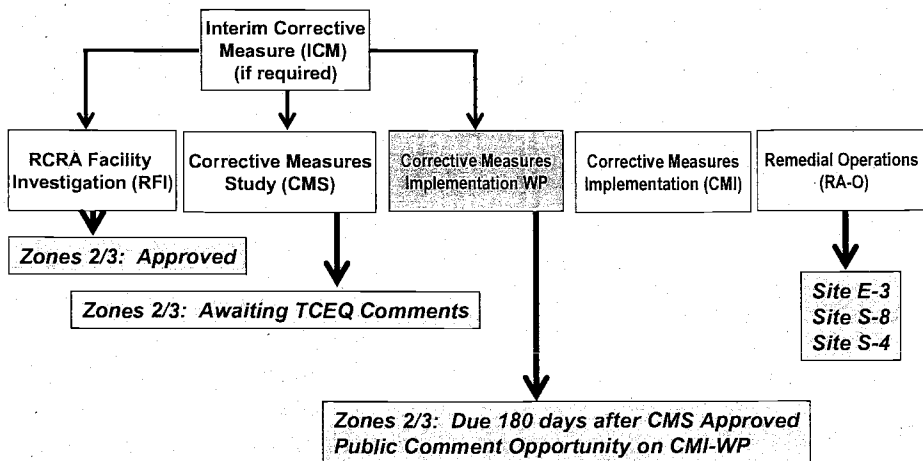 Interim Corrective
Measure (ICM)
(if required)
RCRA Facility
Investigation (RFI)
Corrective Measures
Study (CMS)
Corrective Measures
Implementation WP
Corrective Measures
Implementation (CMI)
Remedial Operations
(RA-O)
Zones 2/3: Approved
Zones 2/3: Awaiting TCEQ Comments
Site E-3
Site S-8
Site S-4
Zones 2/3: Due 180 days after CMS Approved
Public Comment Opportunity on CMI-WP